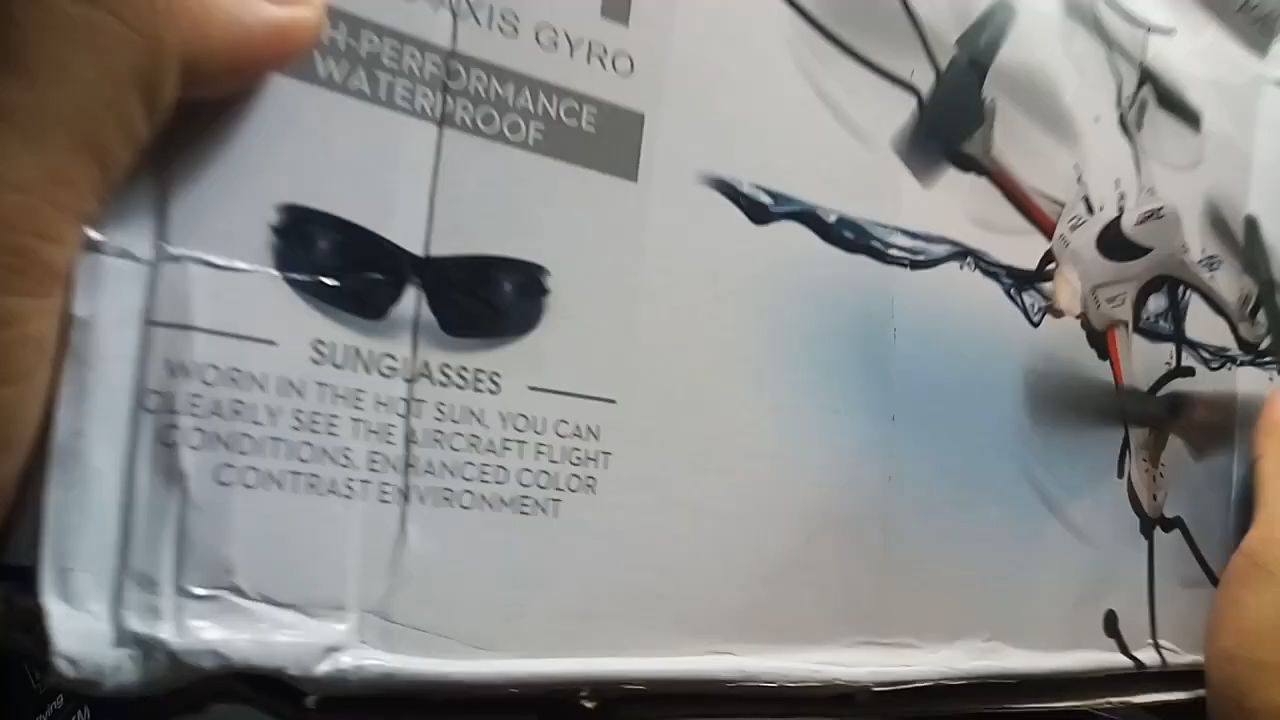 AXIS GYRO
H-PERFORMANCE
WATERPROOF
SUNGLASSES
WORN IN THE HOT SUN, YOU CAN
CLEARLY SEE THE AIRCRAFT FLIGHT
CONDITIONS, ENHANCED COLOR
CONTRAST ENVIRONMENT